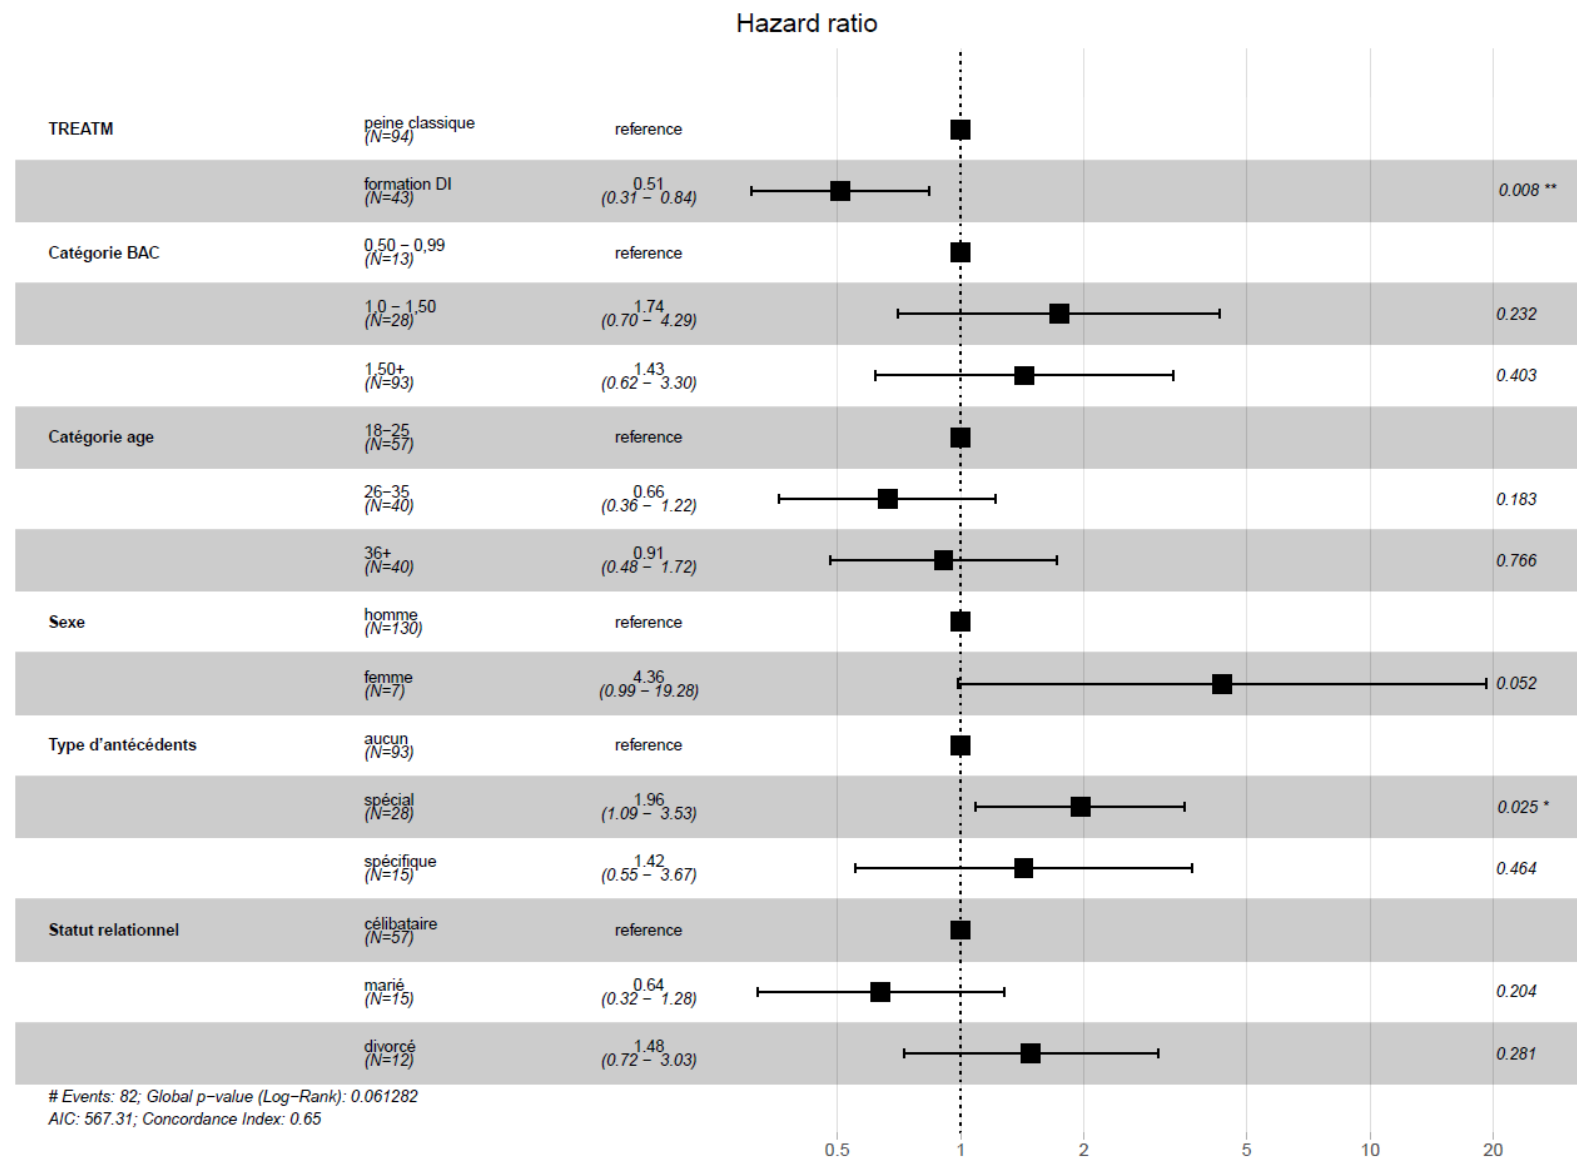 Hazard ratio
TREATM
peine classique
(N=94)
reference
formation DI
(N=43)
0.51
(0.31 − 0.84)
0.008 **
Catégorie BAC
0,50 − 0,99
(N=13)
reference
1,0 − 1,50
(N=28)
1.74
(0.70 − 4.29)
0.232
1,50+
(N=93)
1.43
(0.62 − 3.30)
0.403
Catégorie age
18−25
(N=57)
reference
26−35
(N=40)
0.66
(0.36 − 1.22)
0.183
36+
(N=40)
0.91
(0.48 − 1.72)
0.766
Sexe
homme
(N=130)
reference
femme
(N=7)
4.36
(0.99 − 19.28)
0.052
Type d'antécédents
aucun
(N=93)
reference
spécial
(N=28)
1.96
(1.09 − 3.53)
0.025 *
spécifique
(N=15)
1.42
(0.55 − 3.67)
0.464
Statut relationnel
célibataire
(N=57)
reference
marié
(N=15)
0.64
(0.32 − 1.28)
0.204
divorcé
(N=12)
1.48
(0.72 − 3.03)
0.281
# Events: 82; Global p−value (Log−Rank): 0.061282
AIC: 567.31; Concordance Index: 0.65
0.5 1 2 5 10 20